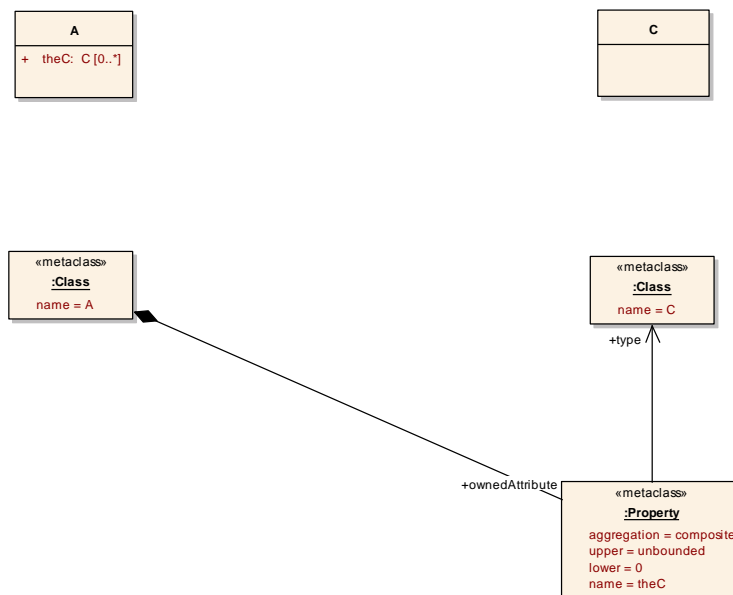 A
C
+ theC: C [0..*]
«metaclass»
:Class
name = A
«metaclass»
:Class
name = C
+type
+ownedAttribute
«metaclass»
:Property
aggregation = composite
upper = unbounded
lower = 0
name = theC